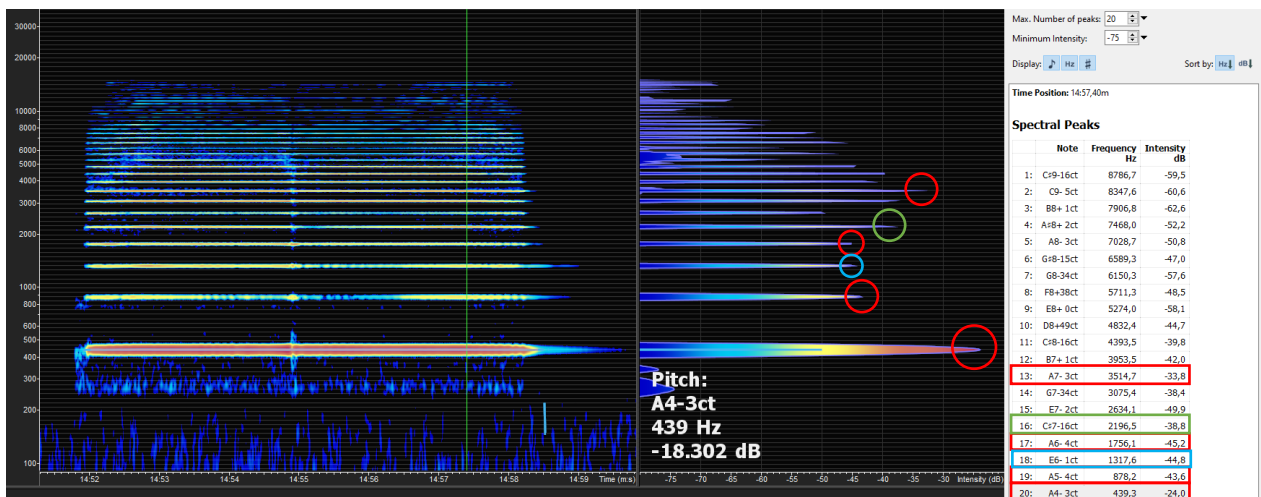 30000
20000
10000
8000
6000
5000
4000
3000
2000
1000
800
600
500
400
300
200
100
14:52
14:53
14:54
14:55
14:56
14:57
14:58
14:59
Time (m:s)
Pitch:
A4-3ct
439 Hz
-18.302 dB
-75
-70
-65
-60
-55
-50
-45
-40
-35
-30
Intensity (dB)
Max. Number of peaks: 20
Minimum Intensity: -75
Display: ♪ Hz #
Sort by: Hz dB
Time Position: 14:57,40m
Spectral Peaks
Note Frequency Hz Intensity dB
1: C♯9-16ct 8786,7 -59,5
2: C9- 5ct 8347,6 -60,6
3: B8+ 1ct 7906,8 -62,6
4: A♯8+ 2ct 7468,0 -52,2
5: A8- 3ct 7028,7 -50,8
6: G♯8-15ct 6589,3 -47,0
7: G8-34ct 6150,3 -57,6
8: F8+38ct 5711,3 -48,5
9: E8+ 0ct 5274,0 -58,1
10: D8+49ct 4832,4 -44,7
11: C♯8-16ct 4393,5 -39,8
12: B7+ 1ct 3953,5 -42,0
13: A7- 3ct 3514,7 -33,8
14: G7-34ct 3075,4 -38,4
15: E7- 2ct 2634,1 -49,9
16: C♯7-16ct 2196,5 -38,8
17: A6- 4ct 1756,1 -45,2
18: E6- 1ct 1317,6 -44,8
19: A5- 4ct 878,2 -43,6
20: A4- 3ct 439,3 -24,0